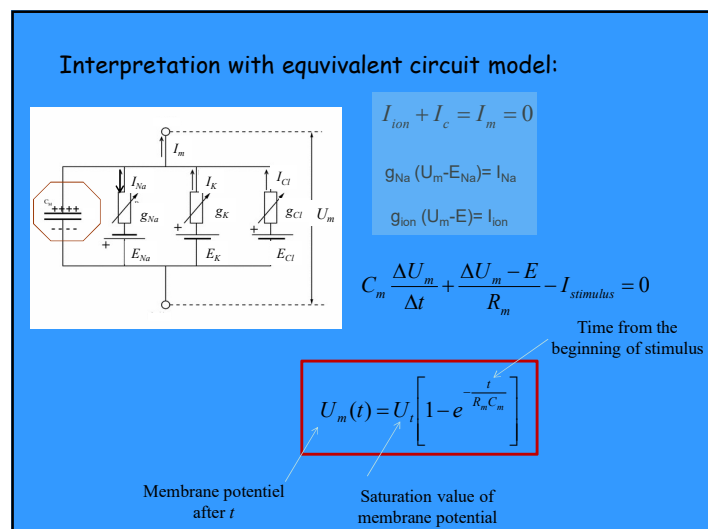 Interpretation with equvivalent circuit model:
I_m
I_Na I_K I_Cl
C_m ++++
----
g_Na g_K g_Cl U_m
+ + +
E_Na E_K E_Cl
I_ion + I_c = I_m = 0
g_Na (U_m-E_Na)= I_Na
g_ion (U_m-E)= I_ion
C_m ΔU_m/Δt + (ΔU_m − E)/R_m − I_stimulus = 0
Time from the
beginning of stimulus
U_m(t) = U_t [1 − e^(−t/(R_m C_m))]
Membrane potentiel
after t
Saturation value of
membrane potential